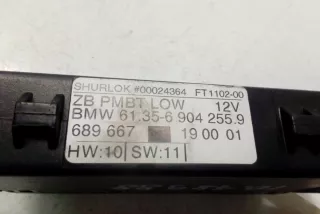 SHURLOK #00024364 FT1102-00
ZB PMBT LOW 12V
BMW 61.35-6 904 255.9
689 667 19 00 01
HW:10 SW:11